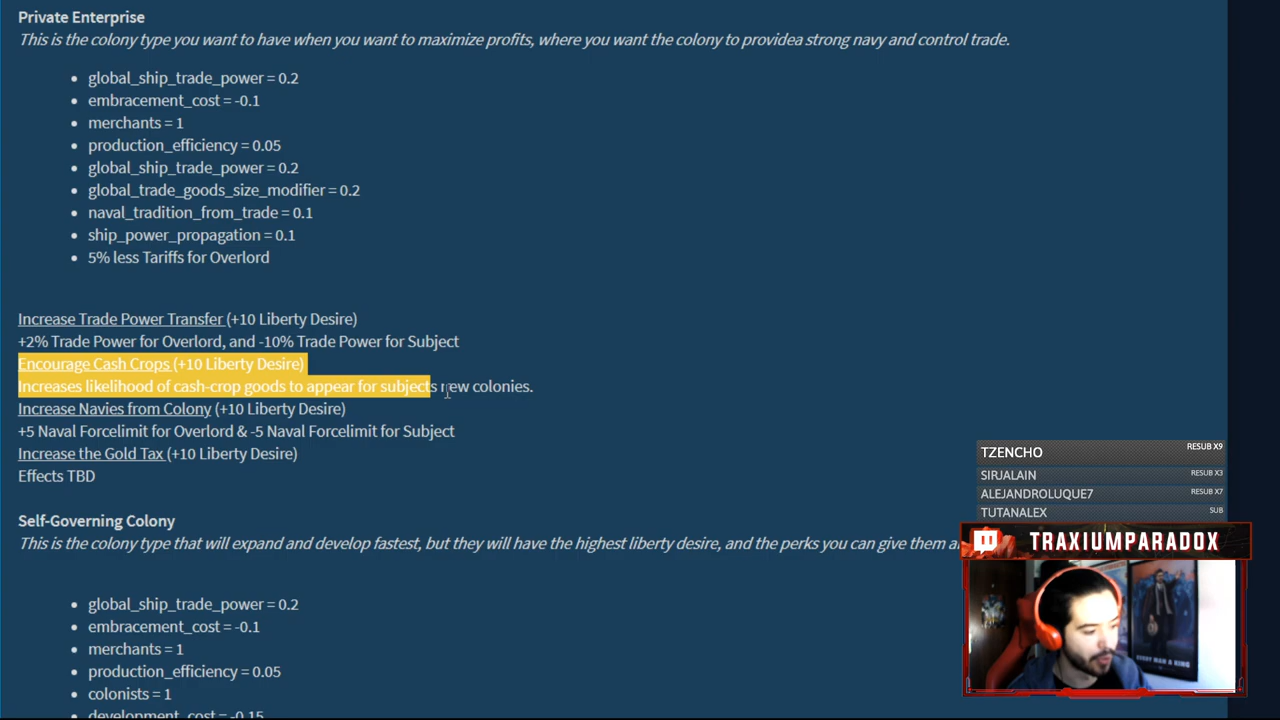 Private Enterprise
This is the colony type you want to have when you want to maximize profits, where you want the colony to providea strong navy and control trade.
• global_ship_trade_power = 0.2
• embracement_cost = -0.1
• merchants = 1
• production_efficiency = 0.05
• global_ship_trade_power = 0.2
• global_trade_goods_size_modifier = 0.2
• naval_tradition_from_trade = 0.1
• ship_power_propagation = 0.1
• 5% less Tariffs for Overlord
Increase Trade Power Transfer (+10 Liberty Desire)
+2% Trade Power for Overlord, and -10% Trade Power for Subject
Encourage Cash Crops (+10 Liberty Desire)
Increases likelihood of cash-crop goods to appear for subjects new colonies.
Increase Navies from Colony (+10 Liberty Desire)
+5 Naval Forcelimit for Overlord & -5 Naval Forcelimit for Subject
Increase the Gold Tax (+10 Liberty Desire)
Effects TBD
Self-Governing Colony
This is the colony type that will expand and develop fastest, but they will have the highest liberty desire, and the perks you can give them
• global_ship_trade_power = 0.2
• embracement_cost = -0.1
• merchants = 1
• production_efficiency = 0.05
• colonists = 1
development_cost = -0.15
TZENCHO RESUB X9
SIRJALAIN RESUB X3
ALEJANDROLUQUE7 RESUB X7
TUTANALEX SUB
TRAXIUMPARADOX
EVERY MAN A KING